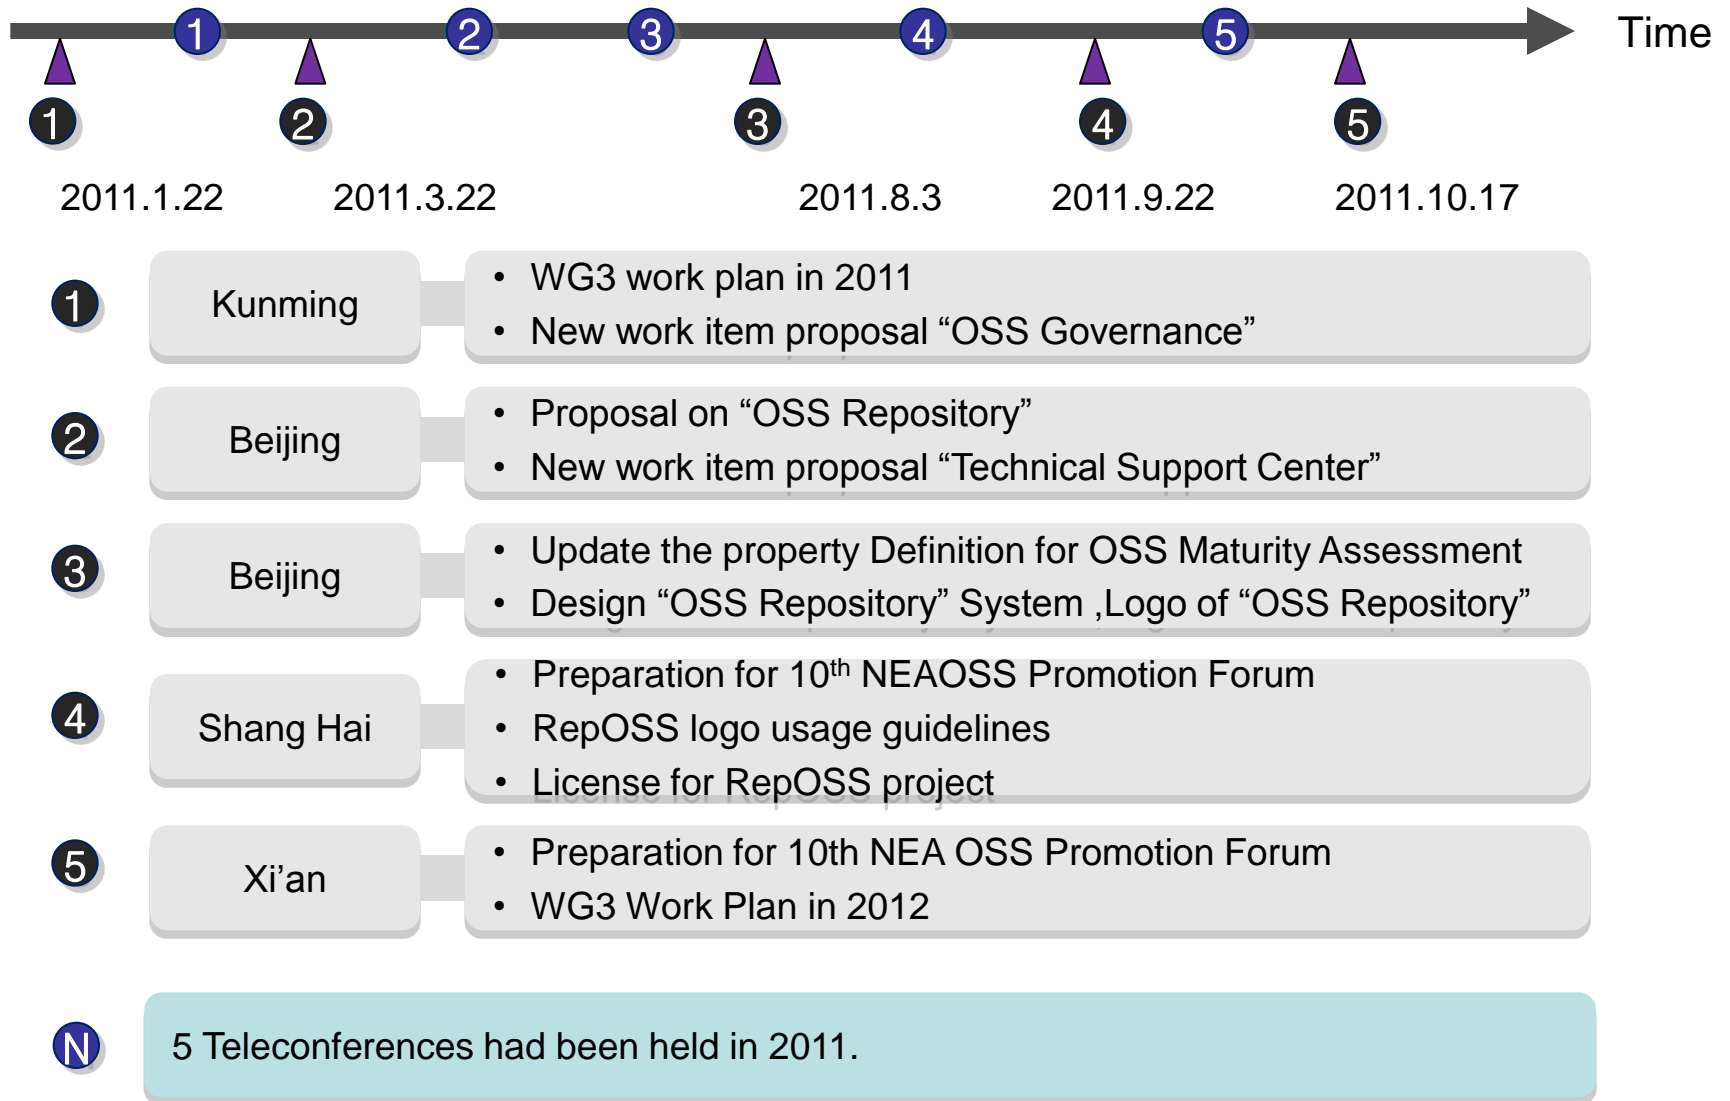 1 2 3 4 5 Time
1 2 3 4 5
2011.1.22 2011.3.22 2011.8.3 2011.9.22 2011.10.17
1 Kunming
• WG3 work plan in 2011
• New work item proposal “OSS Governance”
2 Beijing
• Proposal on “OSS Repository”
• New work item proposal “Technical Support Center”
3 Beijing
• Update the property Definition for OSS Maturity Assessment
• Design “OSS Repository” System ,Logo of “OSS Repository”
4 Shang Hai
• Preparation for 10th NEAOSS Promotion Forum
• RepOSS logo usage guidelines
• License for RepOSS project
5 Xi’an
• Preparation for 10th NEA OSS Promotion Forum
• WG3 Work Plan in 2012
N 5 Teleconferences had been held in 2011.